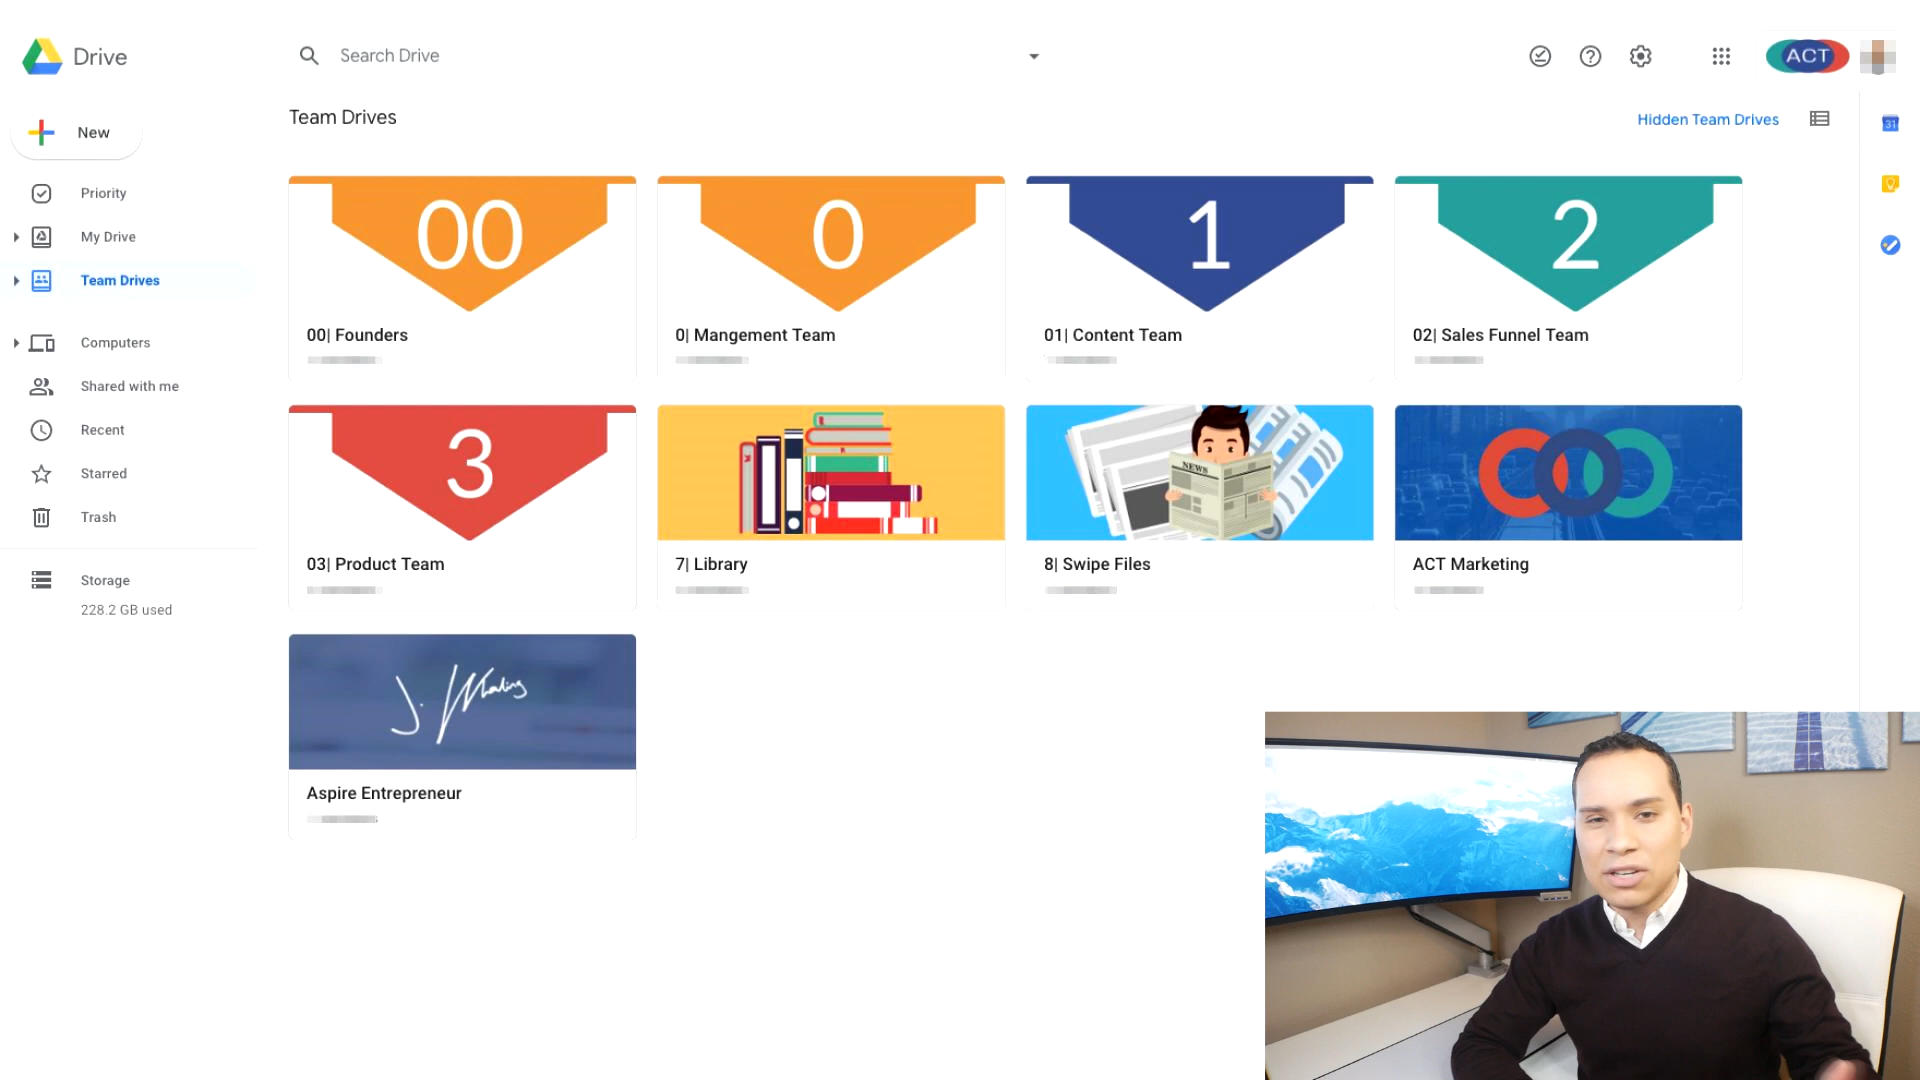 Drive
Search Drive
ACT
Team Drives
Hidden Team Drives
31
New
Priority
My Drive
Team Drives
Computers
Shared with me
Recent
Starred
Trash
Storage
228.2 GB used
00
0
1
2
00| Founders
0| Mangement Team
01| Content Team
02| Sales Funnel Team
3
NEWS
03| Product Team
7| Library
8| Swipe Files
ACT Marketing
Aspire Entrepreneur